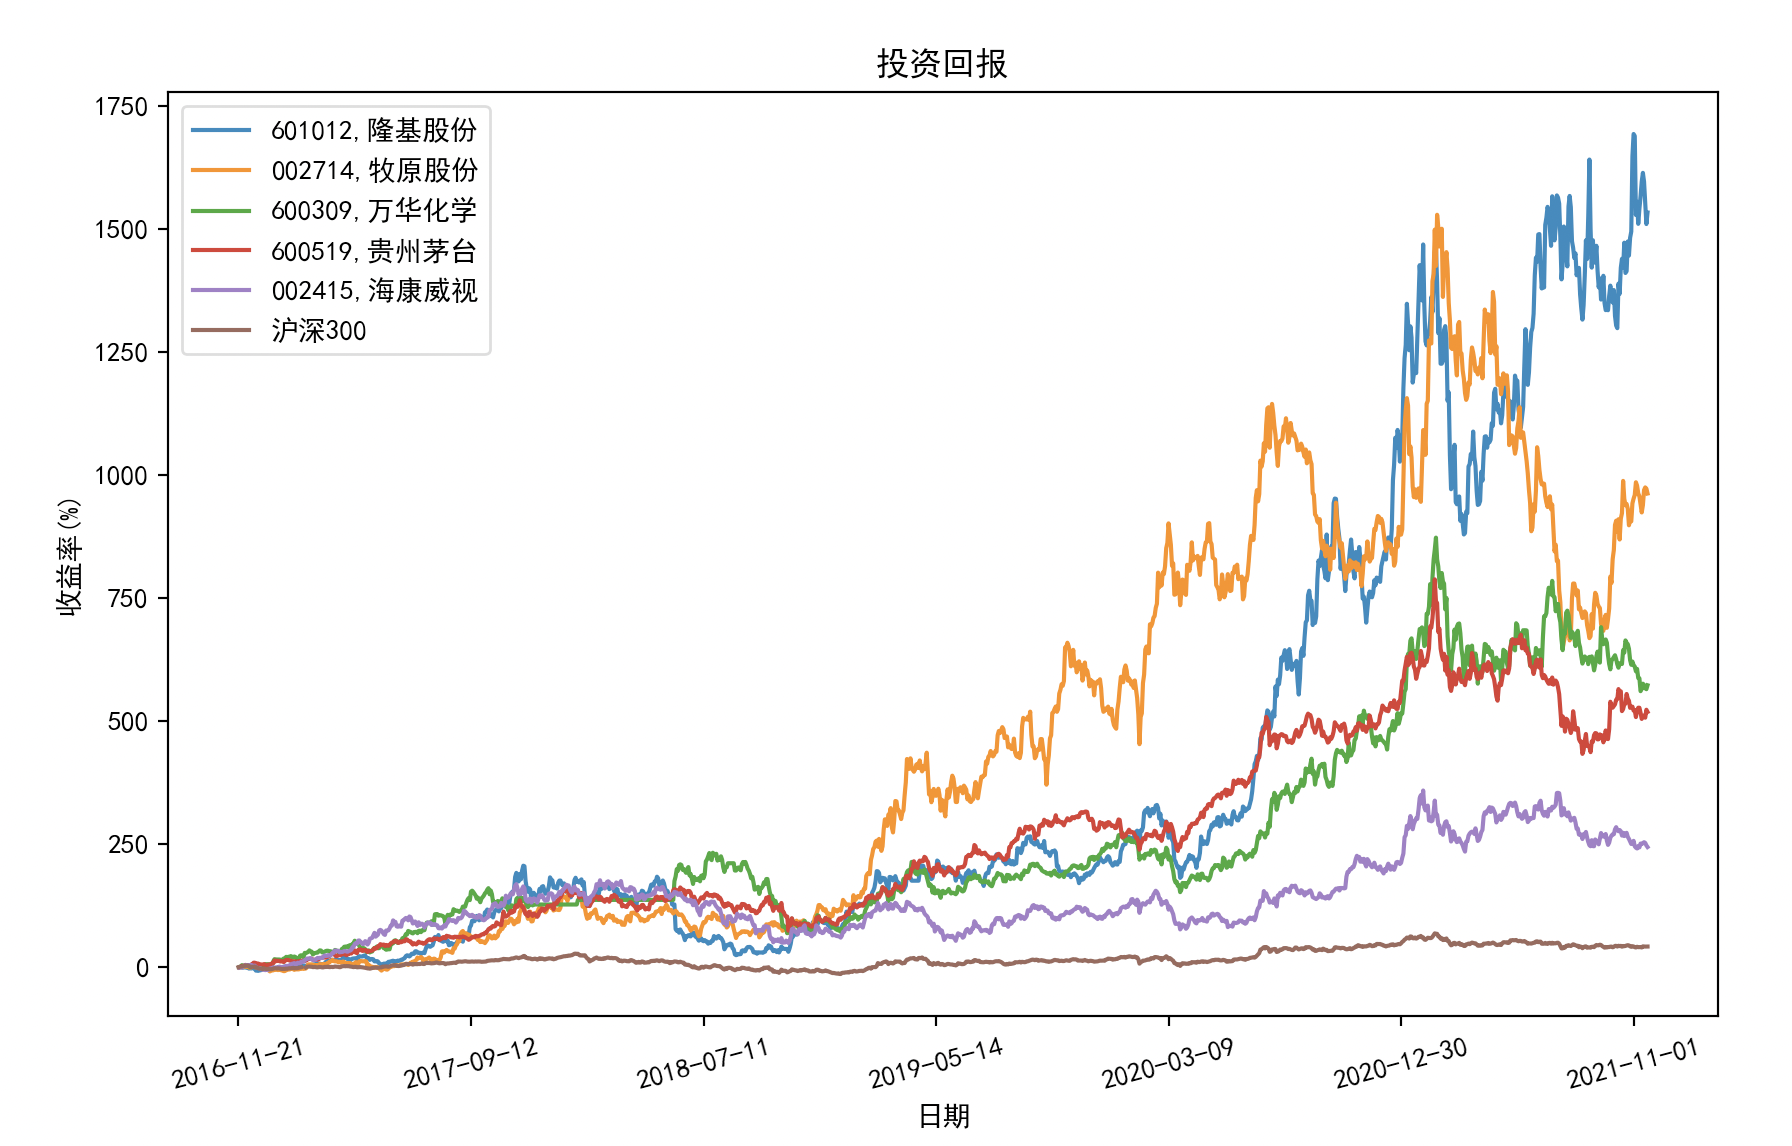 投资回报
1750
1500
1250
1000
750
500
250
0
收益率(%)
601012, 隆基股份
002714, 牧原股份
600309, 万华化学
600519, 贵州茅台
002415, 海康威视
沪深300
2016-11-21
2017-09-12
2018-07-11
2019-05-14
2020-03-09
2020-12-30
2021-11-01
日期